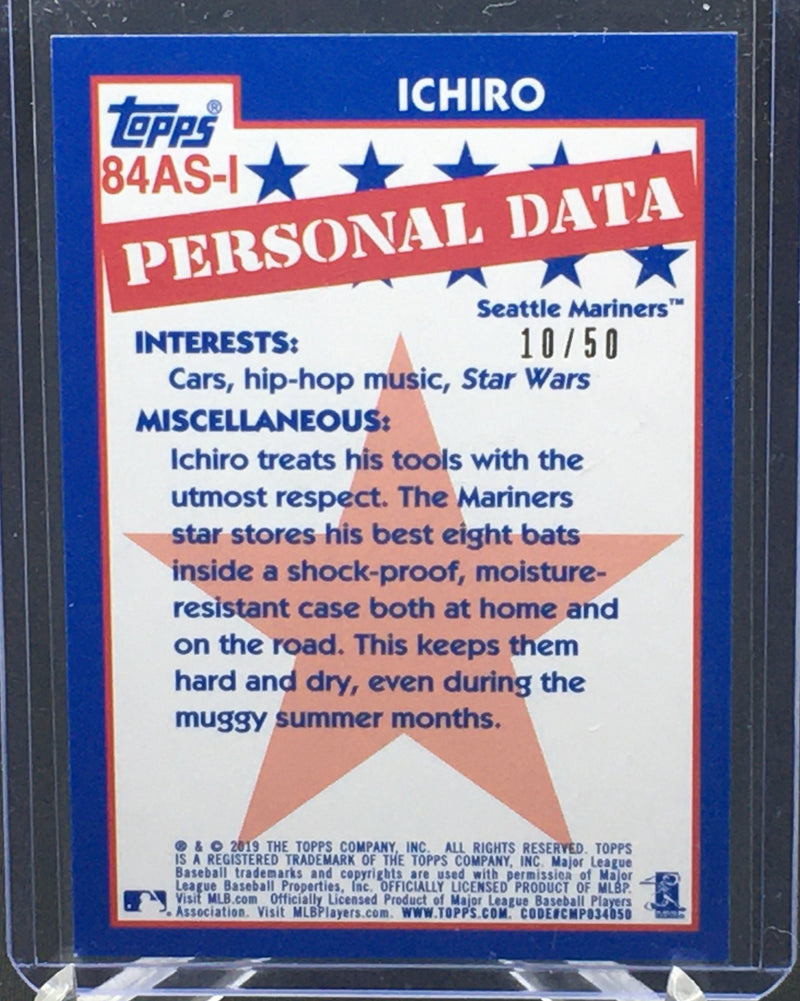 ICHIRO
topps®
84AS-I
PERSONAL DATA
Seattle Mariners™
10/50
INTERESTS:
Cars, hip-hop music, Star Wars
MISCELLANEOUS:
Ichiro treats his tools with the
utmost respect. The Mariners
star stores his best eight bats
inside a shock-proof, moisture-
resistant case both at home and
on the road. This keeps them
hard and dry, even during the
muggy summer months.
® & © 2019 THE TOPPS COMPANY, INC. ALL RIGHTS RESERVED. TOPPS
IS A REGISTERED TRADEMARK OF THE TOPPS COMPANY, INC. Major League
Baseball trademarks and copyrights are used with permission of Major
League Baseball Properties, Inc. OFFICIALLY LICENSED PRODUCT OF MLBP.
Visit MLB.com Officially Licensed Product of Major League Baseball Players
Association. Visit MLBPlayers.com. WWW.TOPPS.COM. CODE#CMP034050